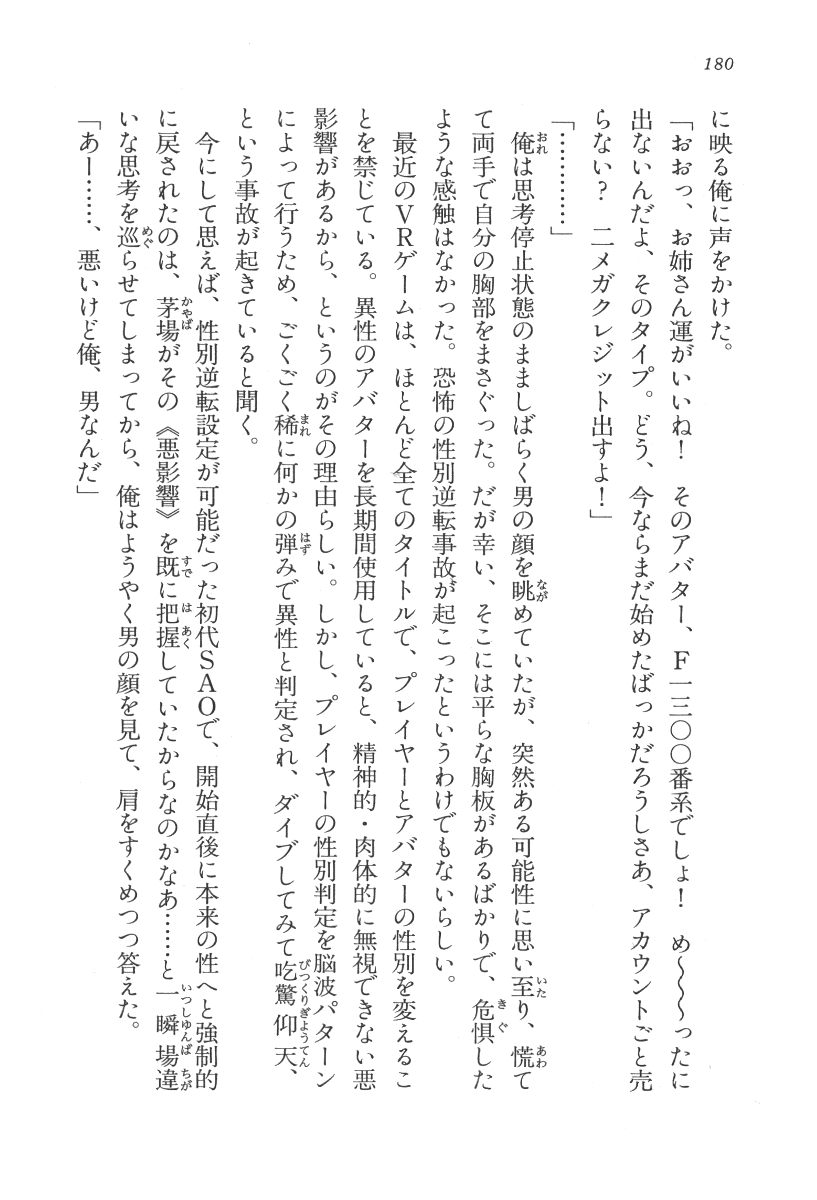 180
に映る俺に声をかけた。
「おおっ、お姉さん運がいいね！　そのアバター、Ｆ一三〇〇番系でしょ！　め〜〜〜ったに
出ないんだよ、そのタイプ。どう、今ならまだ始めたばっかだろうしさあ、アカウントごと売
らない？　二メガクレジット出すよ！」
「…………」
　俺は思考停止状態のまましばらく男の顔を眺めていたが、突然ある可能性に思い至り、慌て
て両手で自分の胸部をまさぐった。だが幸い、そこには平らな胸板があるばかりで、危惧した
ような感触はなかった。恐怖の性別逆転事故が起こったというわけでもないらしい。
　最近のＶＲゲームは、ほとんど全てのタイトルで、プレイヤーとアバターの性別を変えるこ
とを禁じている。異性のアバターを長期間使用していると、精神的・肉体的に無視できない悪
影響があるから、というのがその理由らしい。しかし、プレイヤーの性別判定を脳波パターン
によって行うため、ごくごく稀に何かの弾みで異性と判定され、ダイブしてみて吃驚仰天、
という事故が起きていると聞く。
　今にして思えば、性別逆転設定が可能だった初代ＳＡＯで、開始直後に本来の性へと強制的
に戻されたのは、茅場がその《悪影響》を既に把握していたからなのかなあ……と一瞬場違
いな思考を巡らせてしまってから、俺はようやく男の顔を見て、肩をすくめつつ答えた。
「あー……、悪いけど俺、男なんだ」